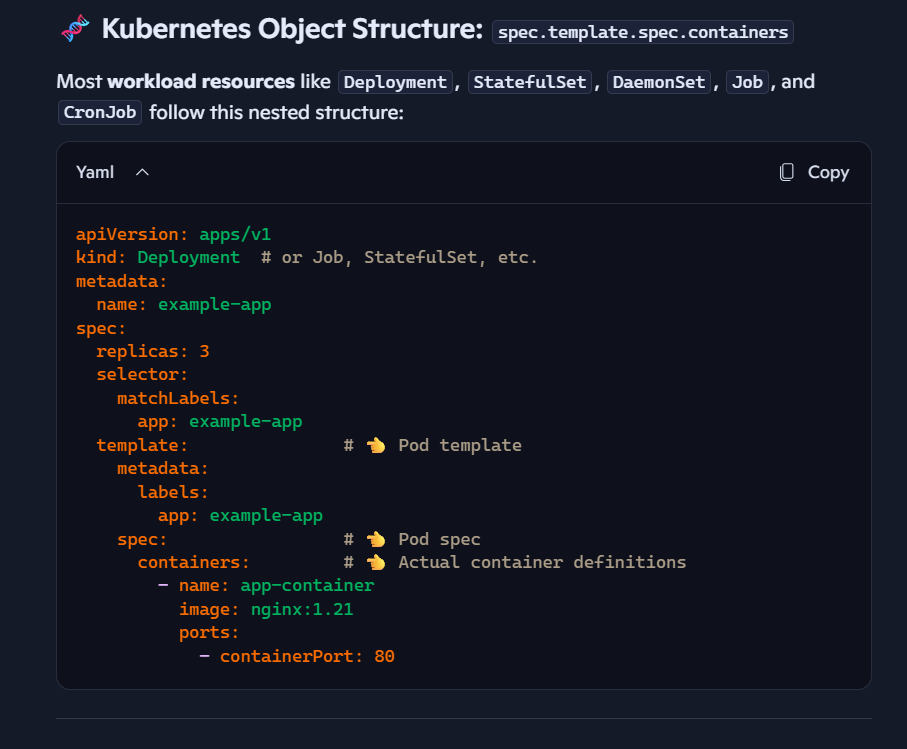 🧬 Kubernetes Object Structure: spec.template.spec.containers
Most workload resources like Deployment, StatefulSet, DaemonSet, Job, and
CronJob follow this nested structure:
Yaml
Copy
apiVersion: apps/v1
kind: Deployment  # or Job, StatefulSet, etc.
metadata:
  name: example-app
spec:
  replicas: 3
  selector:
    matchLabels:
      app: example-app
  template:               # 👈 Pod template
    metadata:
      labels:
        app: example-app
    spec:                 # 👈 Pod spec
      containers:         # 👈 Actual container definitions
        - name: app-container
          image: nginx:1.21
          ports:
            - containerPort: 80